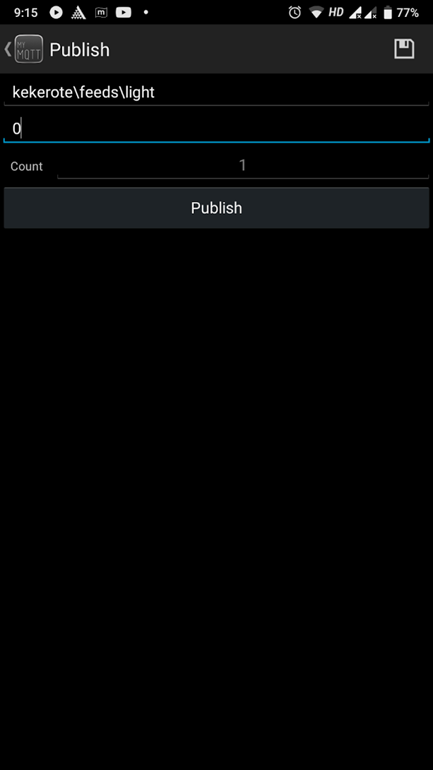 9:15 HD 77%
MY MQTT Publish
kekerote\feeds\light
0
Count 1
Publish